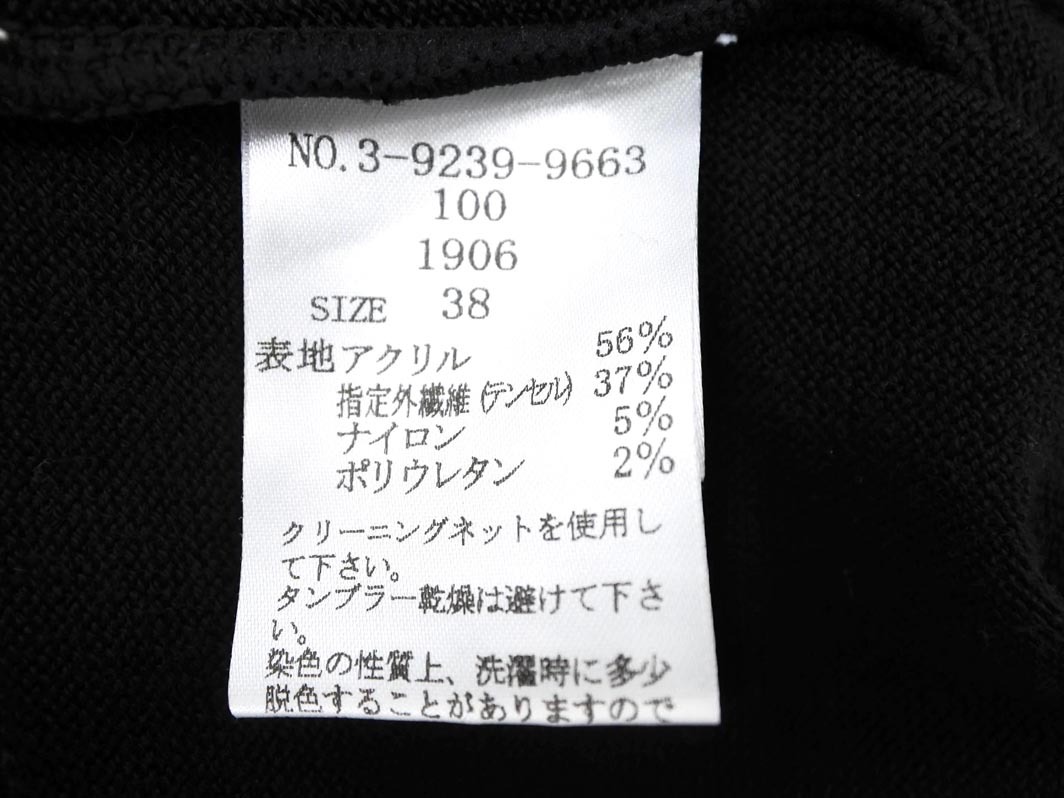 NO.3-9239-9663
100
1906
SIZE 38
表地アクリル 56%
指定外繊維(テンセル) 37%
ナイロン 5%
ポリウレタン 2%
クリーニングネットを使用し
て下さい。
タンブラー乾燥は避けて下さ
い。
染色の性質上、洗濯時に多少
脱色することがありますので